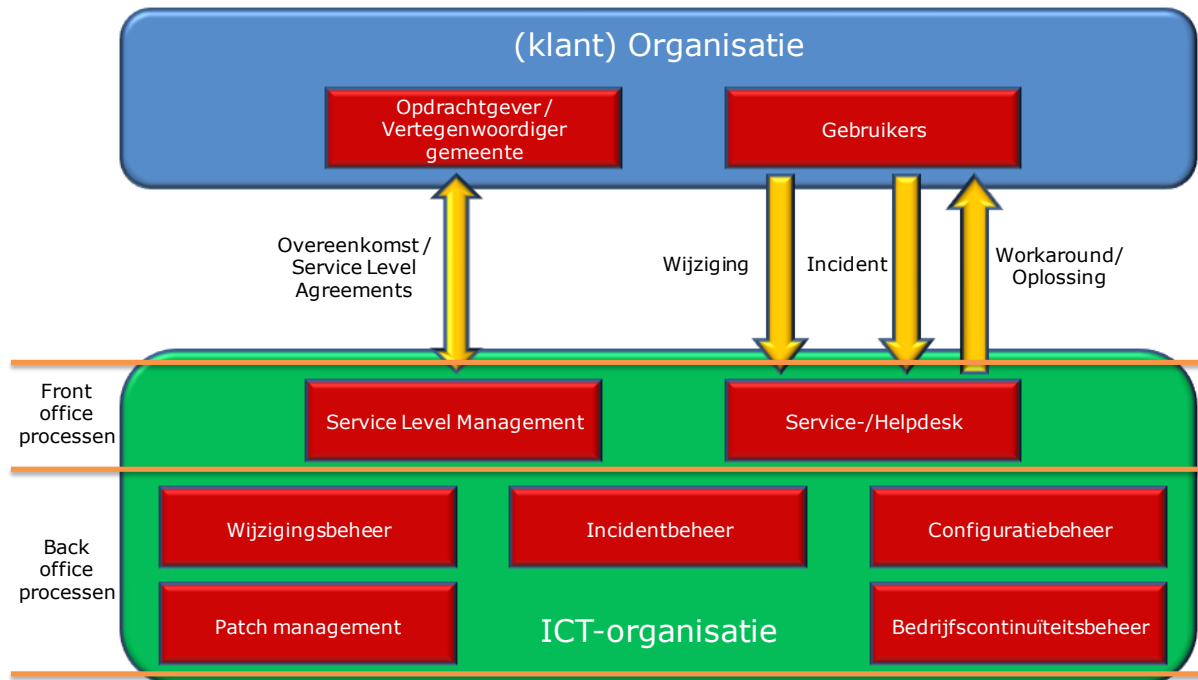 (klant) Organisatie
Opdrachtgever /
Vertegenwoordiger
gemeente
Gebruikers
Overeenkomst /
Service Level
Agreements
Wijziging
Incident
Workaround/
Oplossing
Front
office
processen
Service Level Management
Service-/Helpdesk
Back
office
processen
Wijzigingsbeheer
Incidentbeheer
Configuratiebeheer
Patch management
ICT-organisatie
Bedrijfscontinuïteitsbeheer